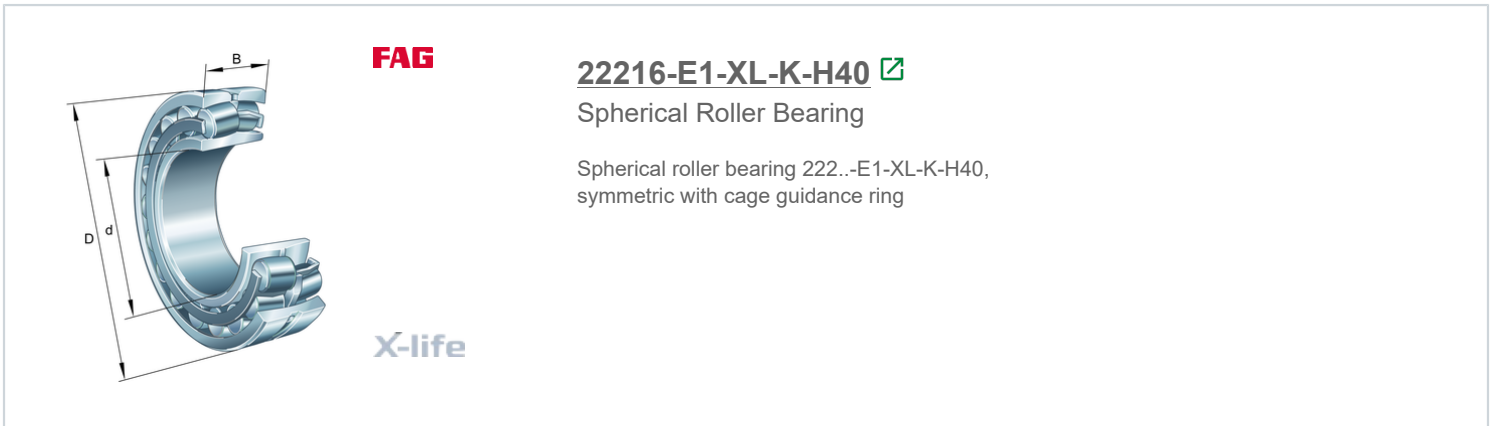 B
D
d
FAG
X-life
22216-E1-XL-K-H40
Spherical Roller Bearing
Spherical roller bearing 222..-E1-XL-K-H40,
symmetric with cage guidance ring